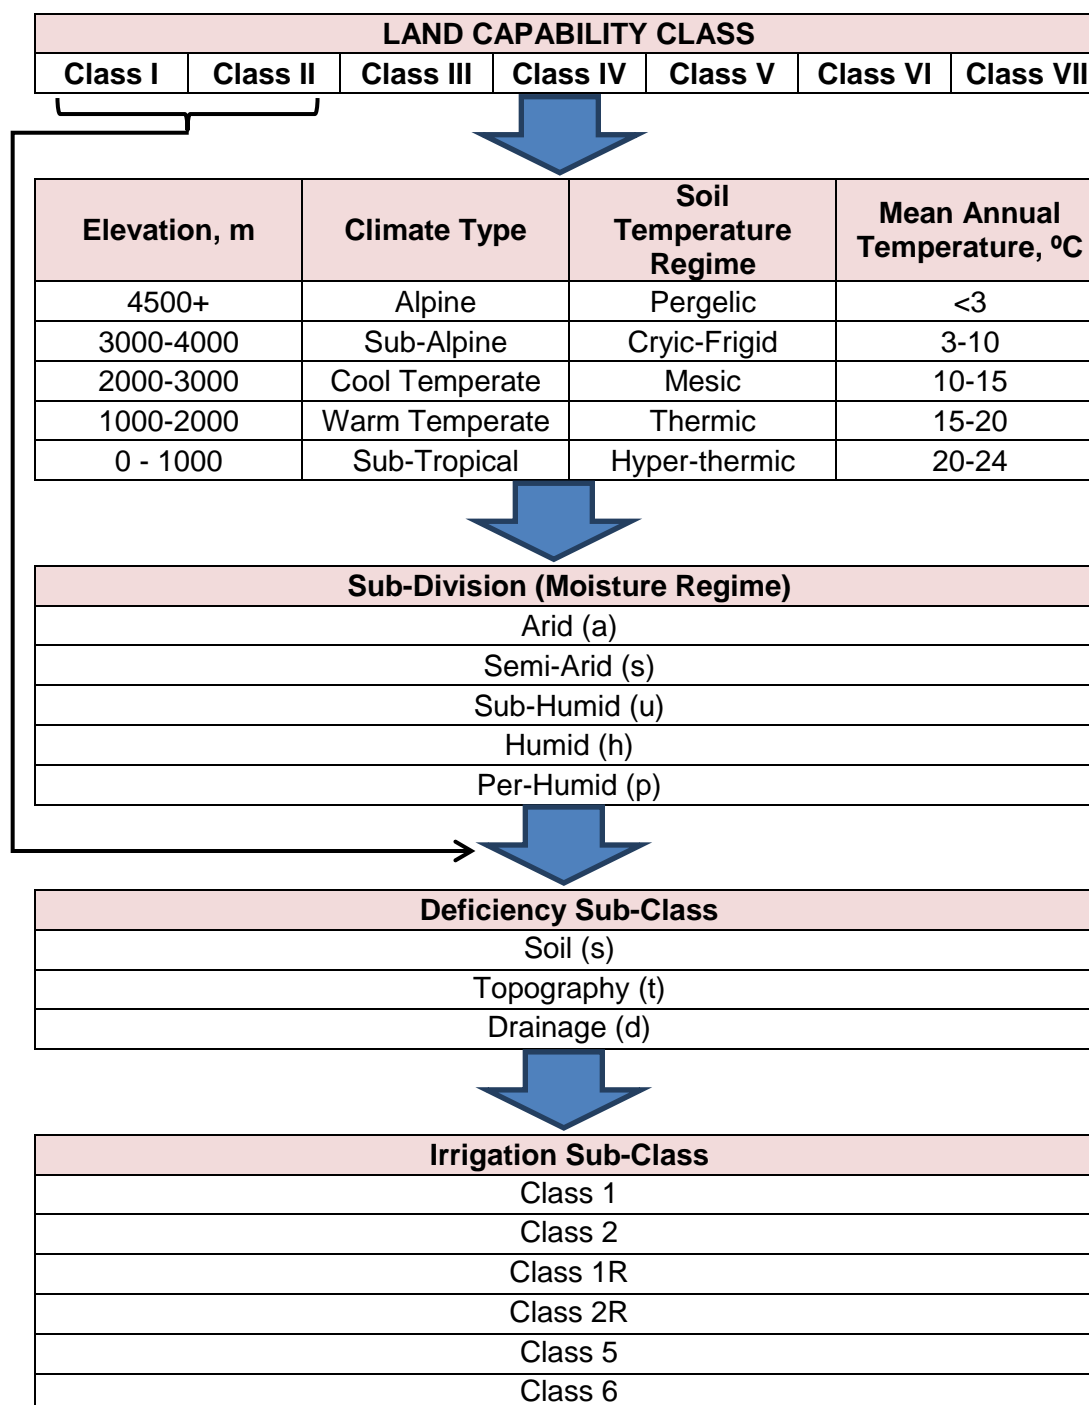 LAND CAPABILITY CLASS
Class I Class II Class III Class IV Class V Class VI Class VII
Elevation, m Climate Type Soil Temperature Regime Mean Annual Temperature, ºC
4500+ Alpine Pergelic <3
3000-4000 Sub-Alpine Cryic-Frigid 3-10
2000-3000 Cool Temperate Mesic 10-15
1000-2000 Warm Temperate Thermic 15-20
0 - 1000 Sub-Tropical Hyper-thermic 20-24
Sub-Division (Moisture Regime)
Arid (a)
Semi-Arid (s)
Sub-Humid (u)
Humid (h)
Per-Humid (p)
Deficiency Sub-Class
Soil (s)
Topography (t)
Drainage (d)
Irrigation Sub-Class
Class 1
Class 2
Class 1R
Class 2R
Class 5
Class 6